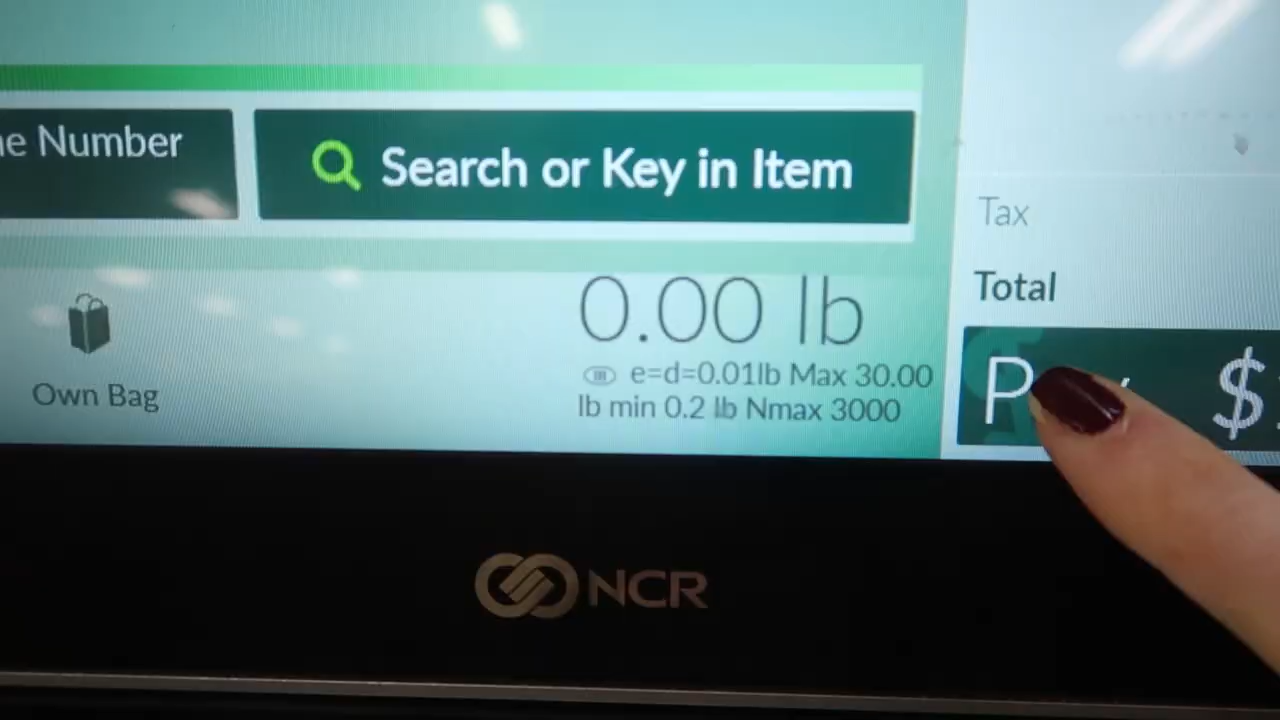 ne Number
Search or Key in Item
Tax
Total
0.00 lb
Own Bag
e=d=0.01lb Max 30.00
lb min 0.2 lb Nmax 3000
$
NCR